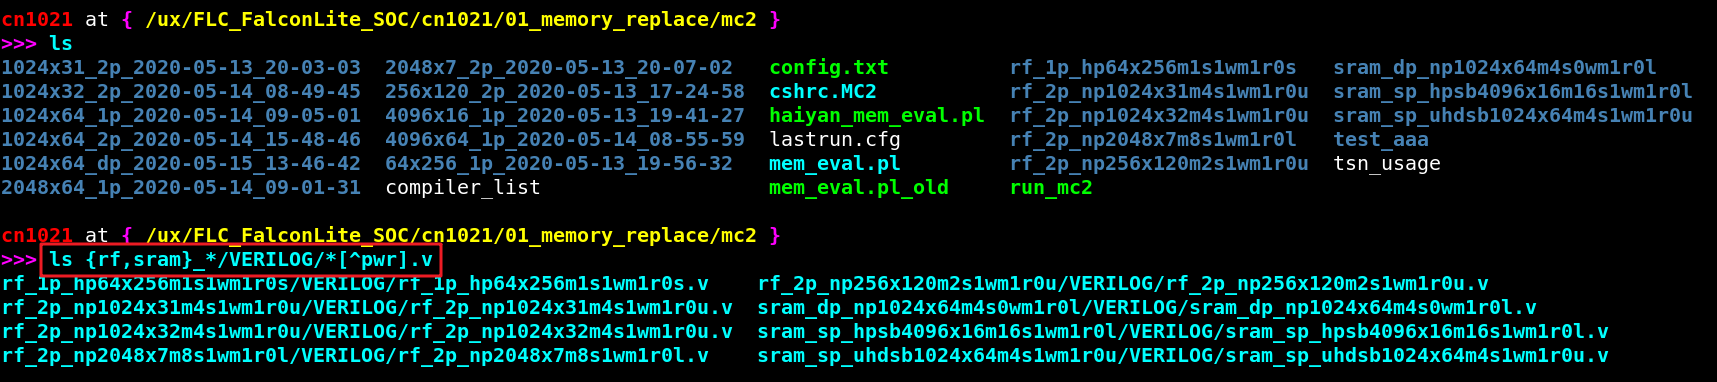 cn1021 at { /ux/FLC_FalconLite_SOC/cn1021/01_memory_replace/mc2 }
>>> ls
1024x31_2p_2020-05-13_20-03-03  2048x7_2p_2020-05-13_20-07-02   config.txt          rf_1p_hp64x256m1s1wm1r0s   sram_dp_np1024x64m4s0wm1r0l
1024x32_2p_2020-05-14_08-49-45  256x120_2p_2020-05-13_17-24-58  cshrc.MC2           rf_2p_np1024x31m4s1wm1r0u  sram_sp_hpsb4096x16m16s1wm1r0l
1024x64_1p_2020-05-14_09-05-01  4096x16_1p_2020-05-13_19-41-27  haiyan_mem_eval.pl  rf_2p_np1024x32m4s1wm1r0u  sram_sp_uhdsb1024x64m4s1wm1r0u
1024x64_2p_2020-05-14_15-48-46  4096x64_1p_2020-05-14_08-55-59  lastrun.cfg         rf_2p_np2048x7m8s1wm1r0l   test_aaa
1024x64_dp_2020-05-15_13-46-42  64x256_1p_2020-05-13_19-56-32   mem_eval.pl         rf_2p_np256x120m2s1wm1r0u  tsn_usage
2048x64_1p_2020-05-14_09-01-31  compiler_list                   mem_eval.pl_old     run_mc2
cn1021 at { /ux/FLC_FalconLite_SOC/cn1021/01_memory_replace/mc2 }
>>> ls {rf,sram}_*/VERILOG/*[^pwr].v
rf_1p_hp64x256m1s1wm1r0s/VERILOG/rf_1p_hp64x256m1s1wm1r0s.v    rf_2p_np256x120m2s1wm1r0u/VERILOG/rf_2p_np256x120m2s1wm1r0u.v
rf_2p_np1024x31m4s1wm1r0u/VERILOG/rf_2p_np1024x31m4s1wm1r0u.v  sram_dp_np1024x64m4s0wm1r0l/VERILOG/sram_dp_np1024x64m4s0wm1r0l.v
rf_2p_np1024x32m4s1wm1r0u/VERILOG/rf_2p_np1024x32m4s1wm1r0u.v  sram_sp_hpsb4096x16m16s1wm1r0l/VERILOG/sram_sp_hpsb4096x16m16s1wm1r0l.v
rf_2p_np2048x7m8s1wm1r0l/VERILOG/rf_2p_np2048x7m8s1wm1r0l.v    sram_sp_uhdsb1024x64m4s1wm1r0u/VERILOG/sram_sp_uhdsb1024x64m4s1wm1r0u.v